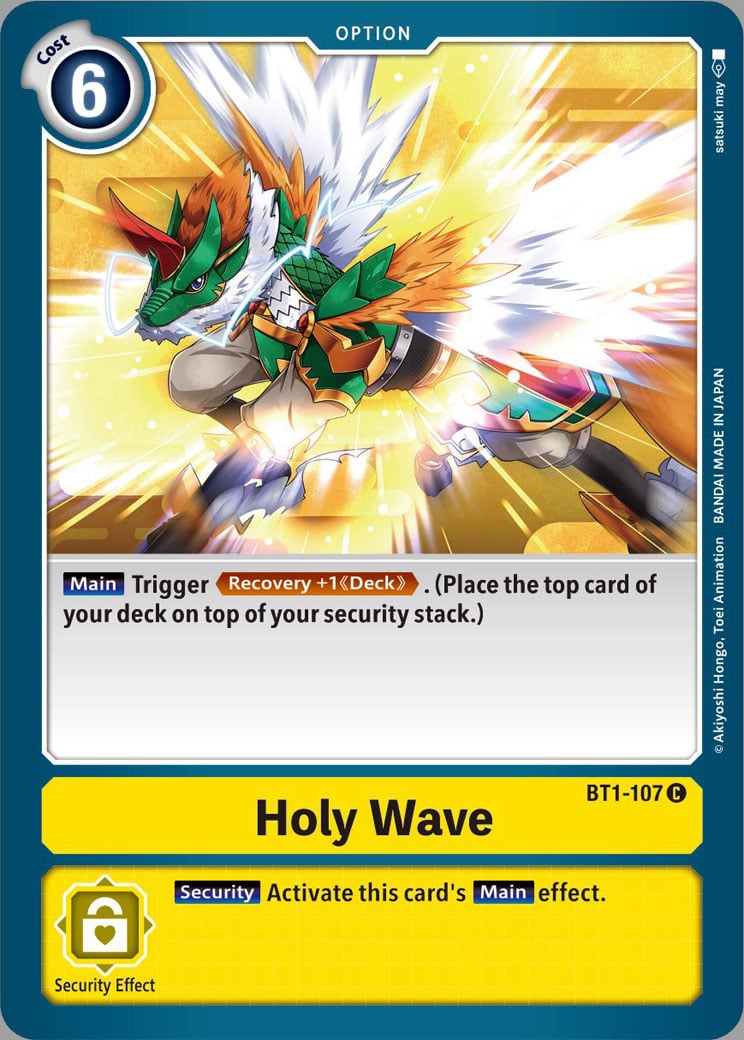 OPTION
Cost
6
satsuki may
Main Trigger Recovery +1《Deck》. (Place the top card of
your deck on top of your security stack.)
© Akiyoshi Hongo, Toei Animation BANDAI MADE IN JAPAN
BT1-107 C
Holy Wave
Security Activate this card's Main effect.
Security Effect